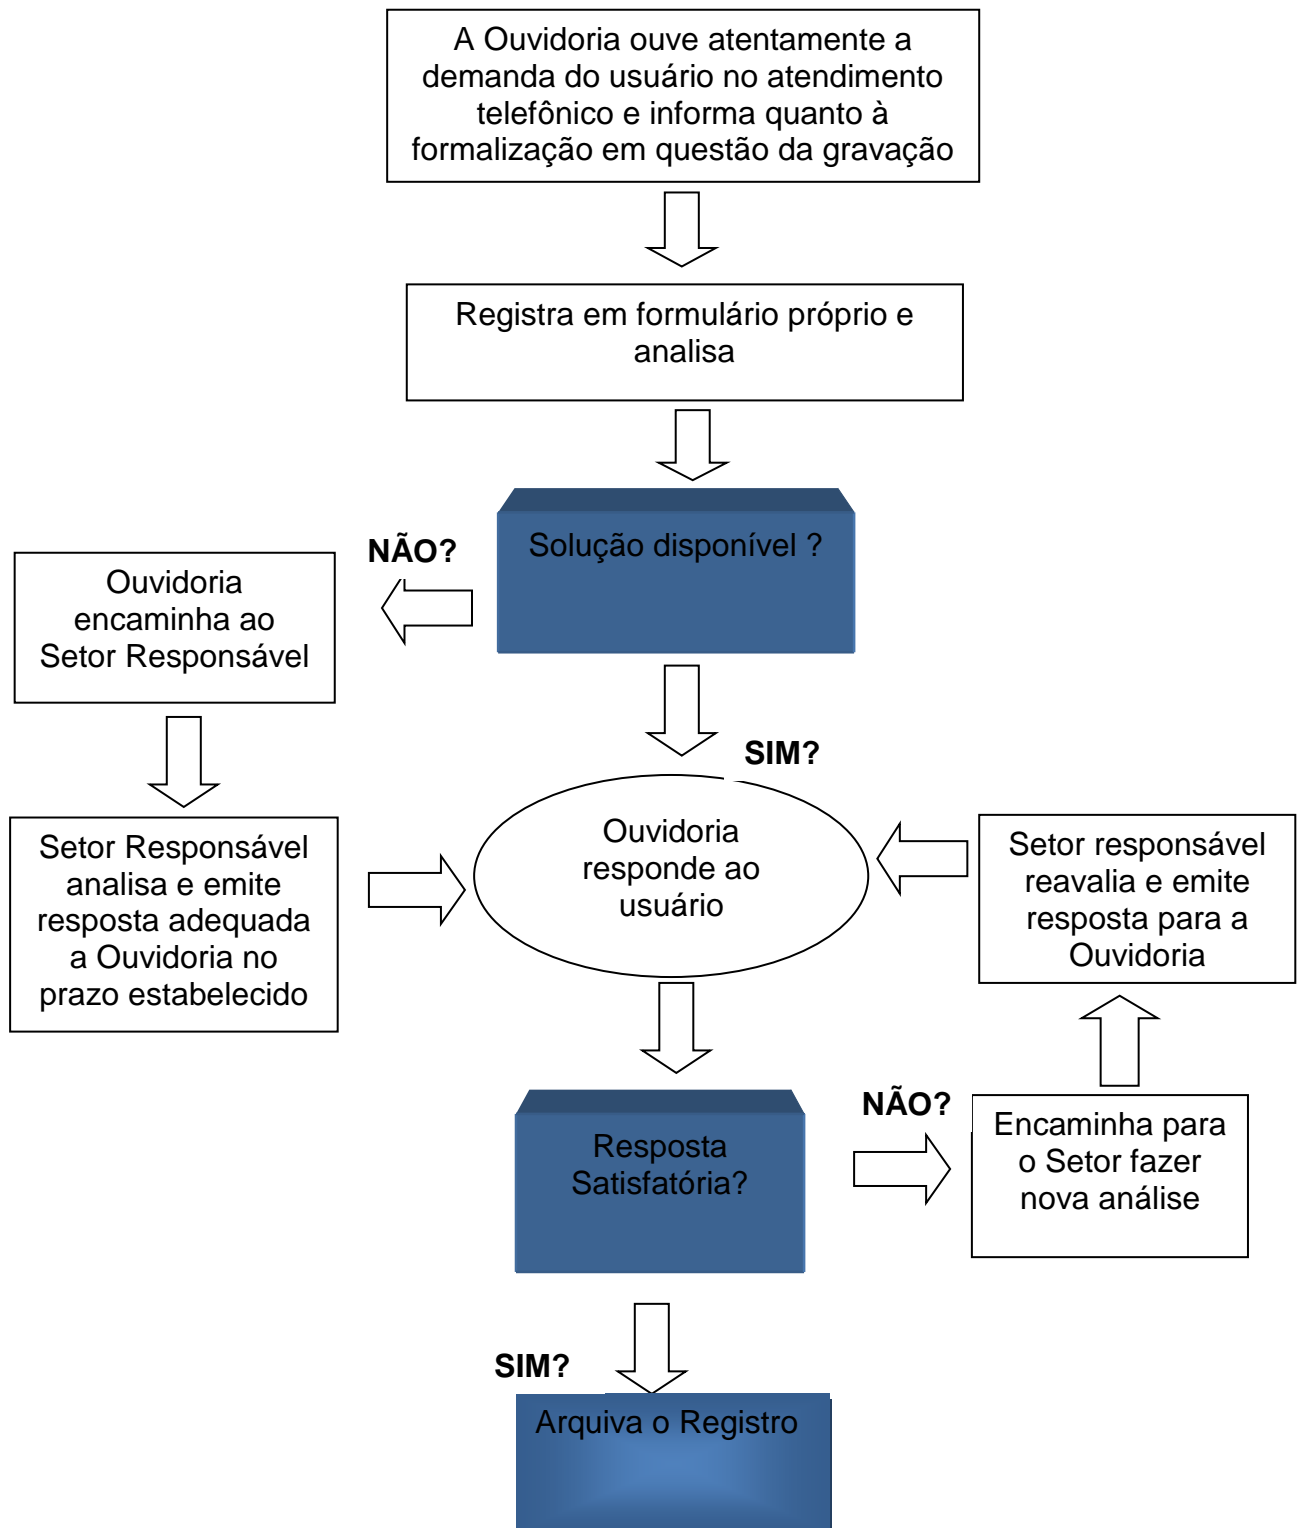 A Ouvidoria ouve atentamente a
demanda do usuário no atendimento
telefônico e informa quanto à
formalização em questão da gravação
Registra em formulário próprio e
analisa
Solução disponível ?
NÃO?
Ouvidoria
encaminha ao
Setor Responsável
SIM?
Setor Responsável
analisa e emite
resposta adequada
a Ouvidoria no
prazo estabelecido
Ouvidoria
responde ao
usuário
Setor responsável
reavalia e emite
resposta para a
Ouvidoria
Resposta
Satisfatória?
NÃO?
Encaminha para
o Setor fazer
nova análise
SIM?
Arquiva o Registro